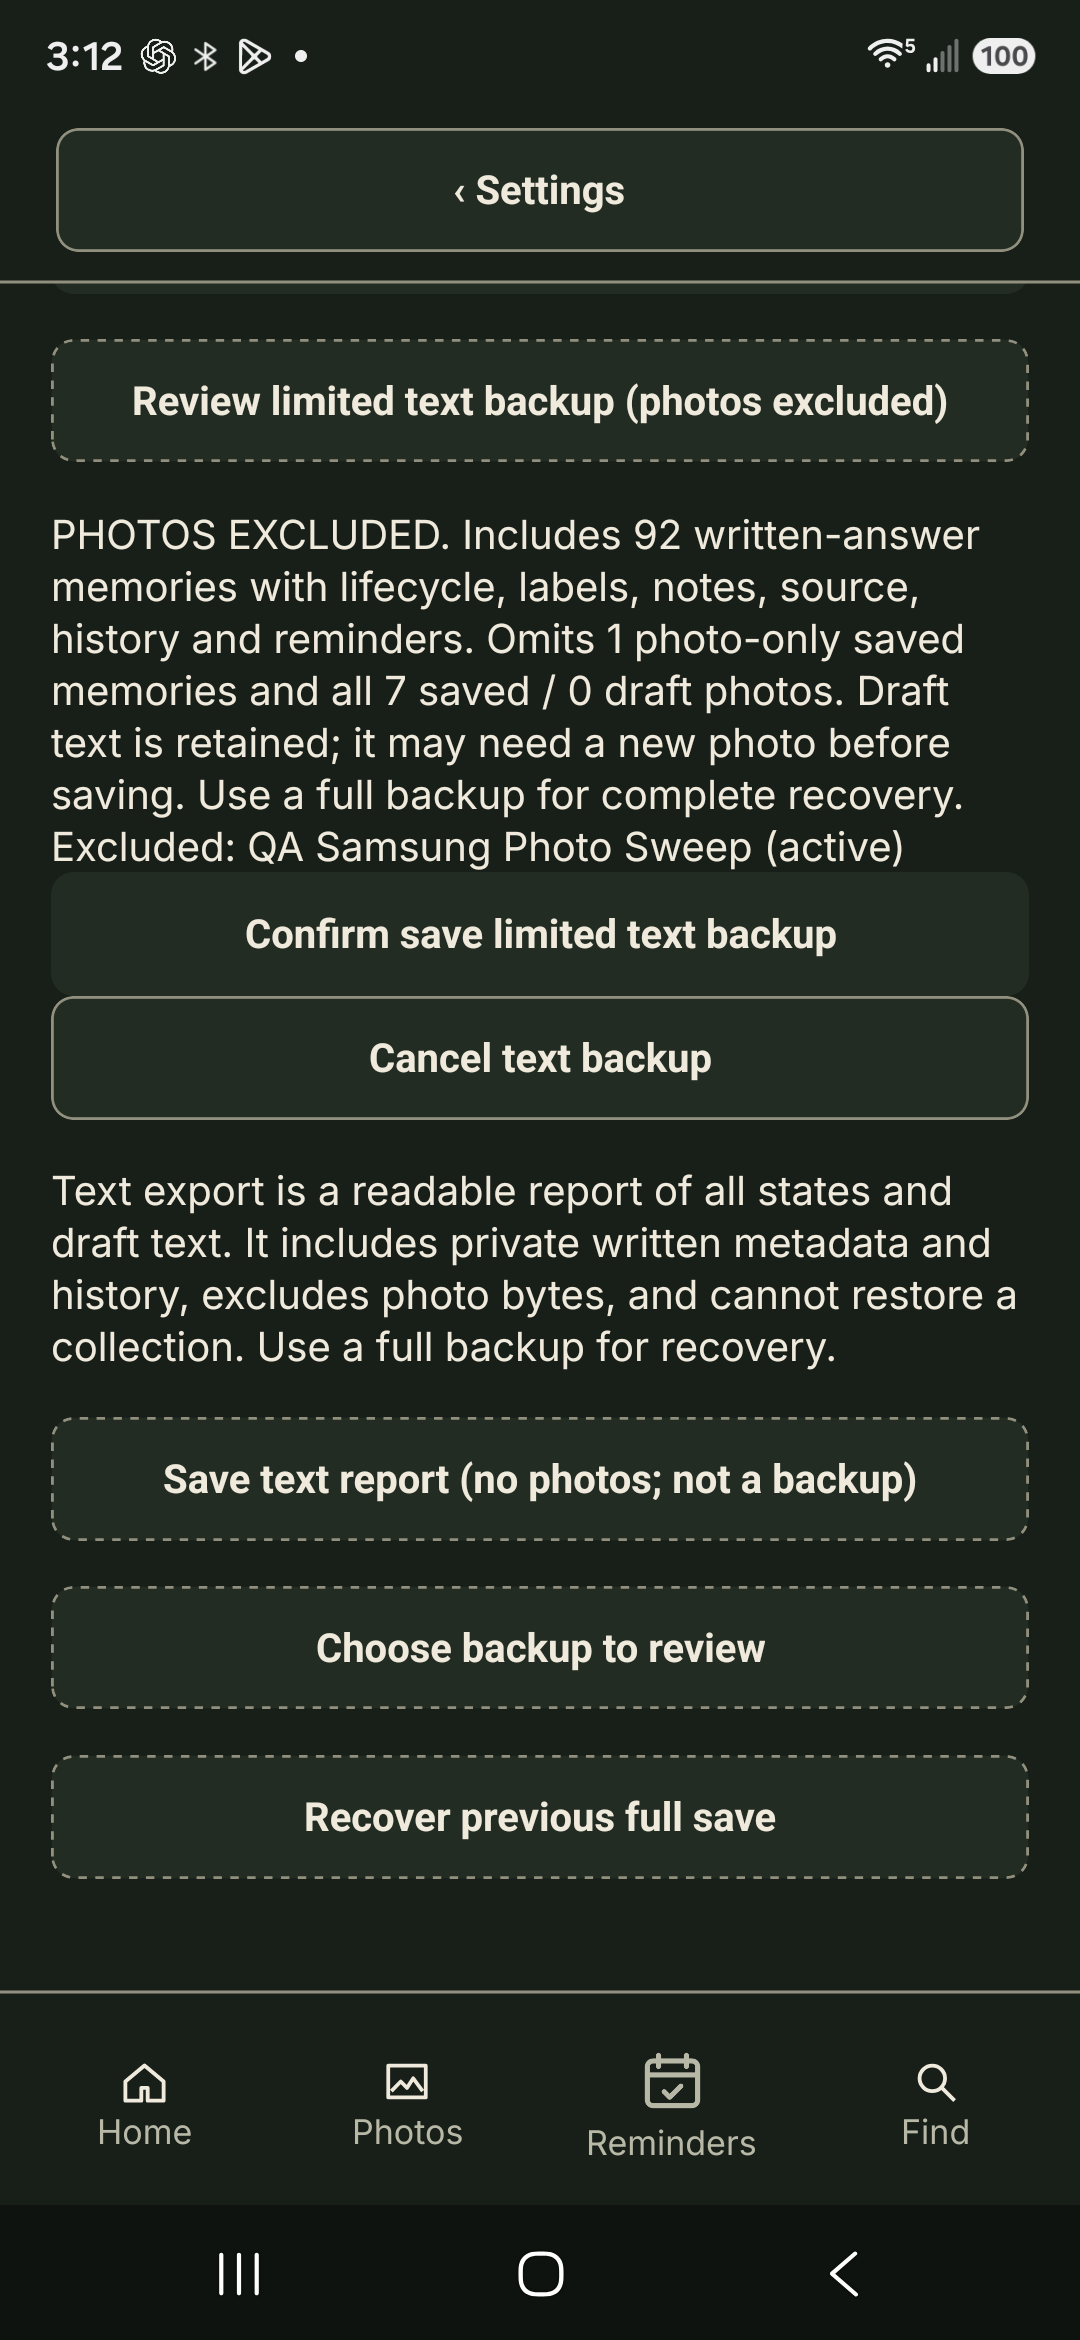 3:12
5
100
‹ Settings
Review limited text backup (photos excluded)
PHOTOS EXCLUDED. Includes 92 written-answer
memories with lifecycle, labels, notes, source,
history and reminders. Omits 1 photo-only saved
memories and all 7 saved / 0 draft photos. Draft
text is retained; it may need a new photo before
saving. Use a full backup for complete recovery.
Excluded: QA Samsung Photo Sweep (active)
Confirm save limited text backup
Cancel text backup
Text export is a readable report of all states and
draft text. It includes private written metadata and
history, excludes photo bytes, and cannot restore a
collection. Use a full backup for recovery.
Save text report (no photos; not a backup)
Choose backup to review
Recover previous full save
Home
Photos
Reminders
Find